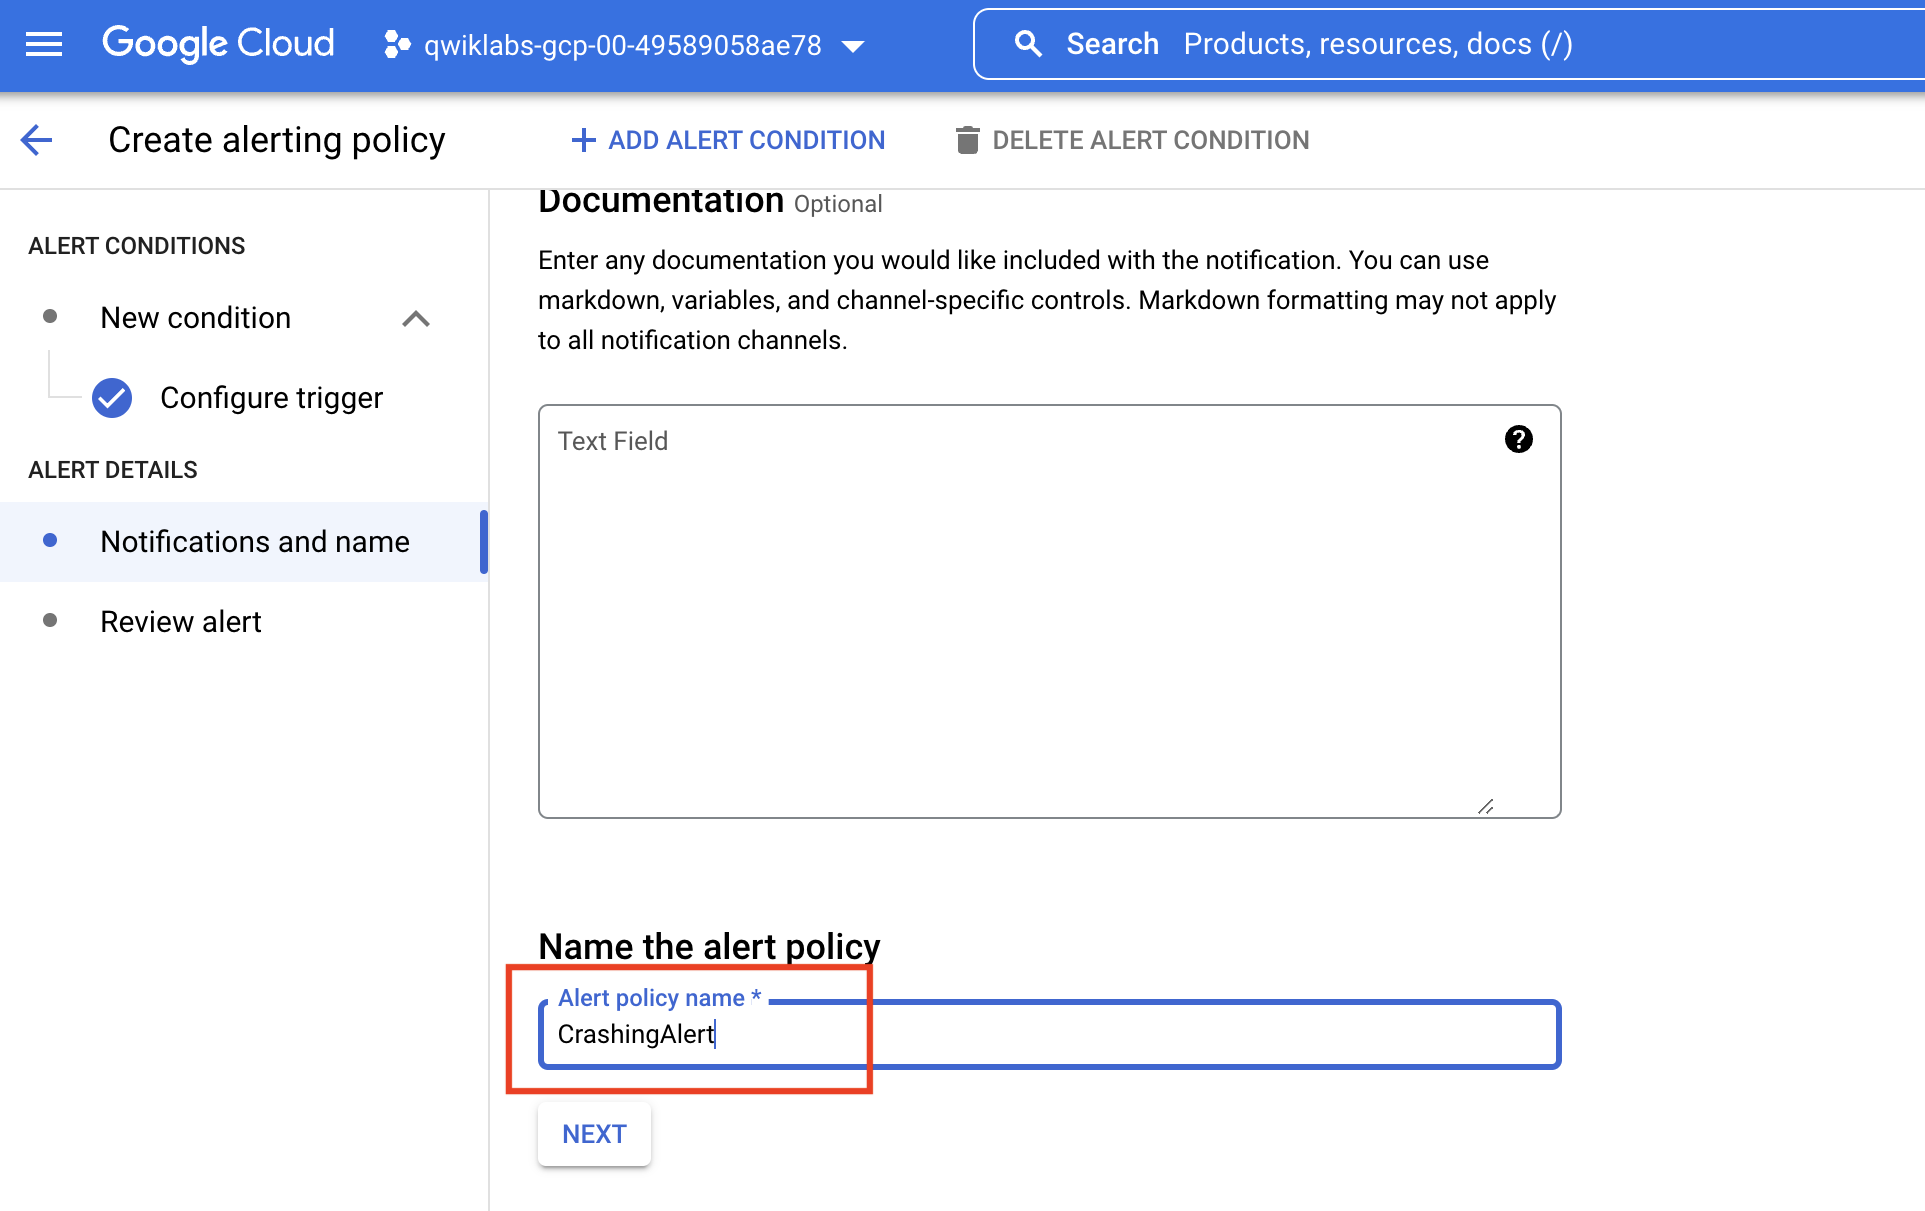 Google Cloud
qwiklabs-gcp-00-49589058ae78
Search Products, resources, docs (/)
Create alerting policy
ADD ALERT CONDITION
DELETE ALERT CONDITION
ALERT CONDITIONS
New condition
Configure trigger
ALERT DETAILS
Notifications and name
Review alert
Documentation Optional
Enter any documentation you would like included with the notification. You can use
markdown, variables, and channel-specific controls. Markdown formatting may not apply
to all notification channels.
Text Field
Name the alert policy
Alert policy name *
CrashingAlert
NEXT